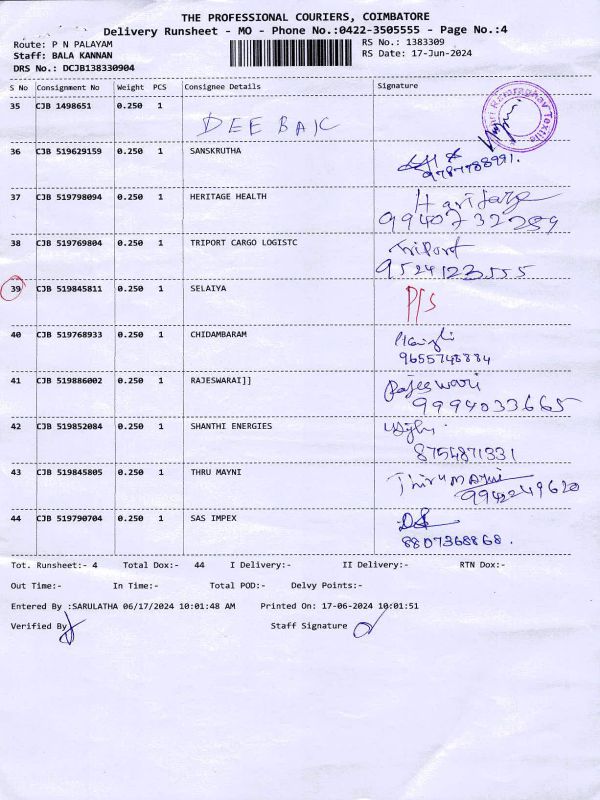 THE PROFESSIONAL COURIERS, COIMBATORE
Delivery Runsheet - MO - Phone No.:0422-3505555 - Page No.:4
Route: P N PALAYAM RS No.: 1383309
Staff: BALA KANNAN RS Date: 17-Jun-2024
DRS No.: DCJB138330904
S No Consignment No Weight PCS Consignee Details Signature
35 CJB 1498651 0.250 1
DEEBAK
36 CJB 519629159 0.250 1 SANSKRUTHA
9787788991.
37 CJB 519798094 0.250 1 HERITAGE HEALTH
9940732289
38 CJB 519769804 0.250 1 TRIPORT CARGO LOGISTC Triport
9524123555
39 CJB 519845811 0.250 1 SELAIYA P/S
40 CJB 519768933 0.250 1 CHIDAMBARAM
9655748884
41 CJB 519886002 0.250 1 RAJESWARAI]] Rajeswari
9994033665
42 CJB 519852084 0.250 1 SHANTHI ENERGIES
8754871331
43 CJB 519845805 0.250 1 THRU MAYNI
9942249620
44 CJB 519790704 0.250 1 SAS IMPEX
8807368868.
Tot. Runsheet:- 4 Total Dox:- 44 I Delivery:- II Delivery:- RTN Dox:-
Out Time:- In Time:- Total POD:- Delvy Points:-
Entered By :SARULATHA 06/17/2024 10:01:48 AM Printed On: 17-06-2024 10:01:51
Verified By Staff Signature